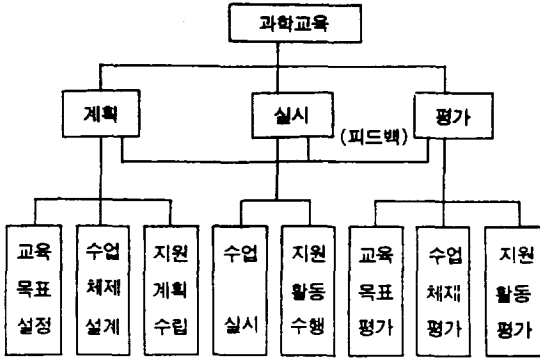 과학교육
계획
실시
평가
(피드백)
교육
목표
설정
수업
체제
설계
지원
계획
수립
수업
실시
지원
활동
수행
교육
목표
평가
수업
체재
평가
지원
활동
평가